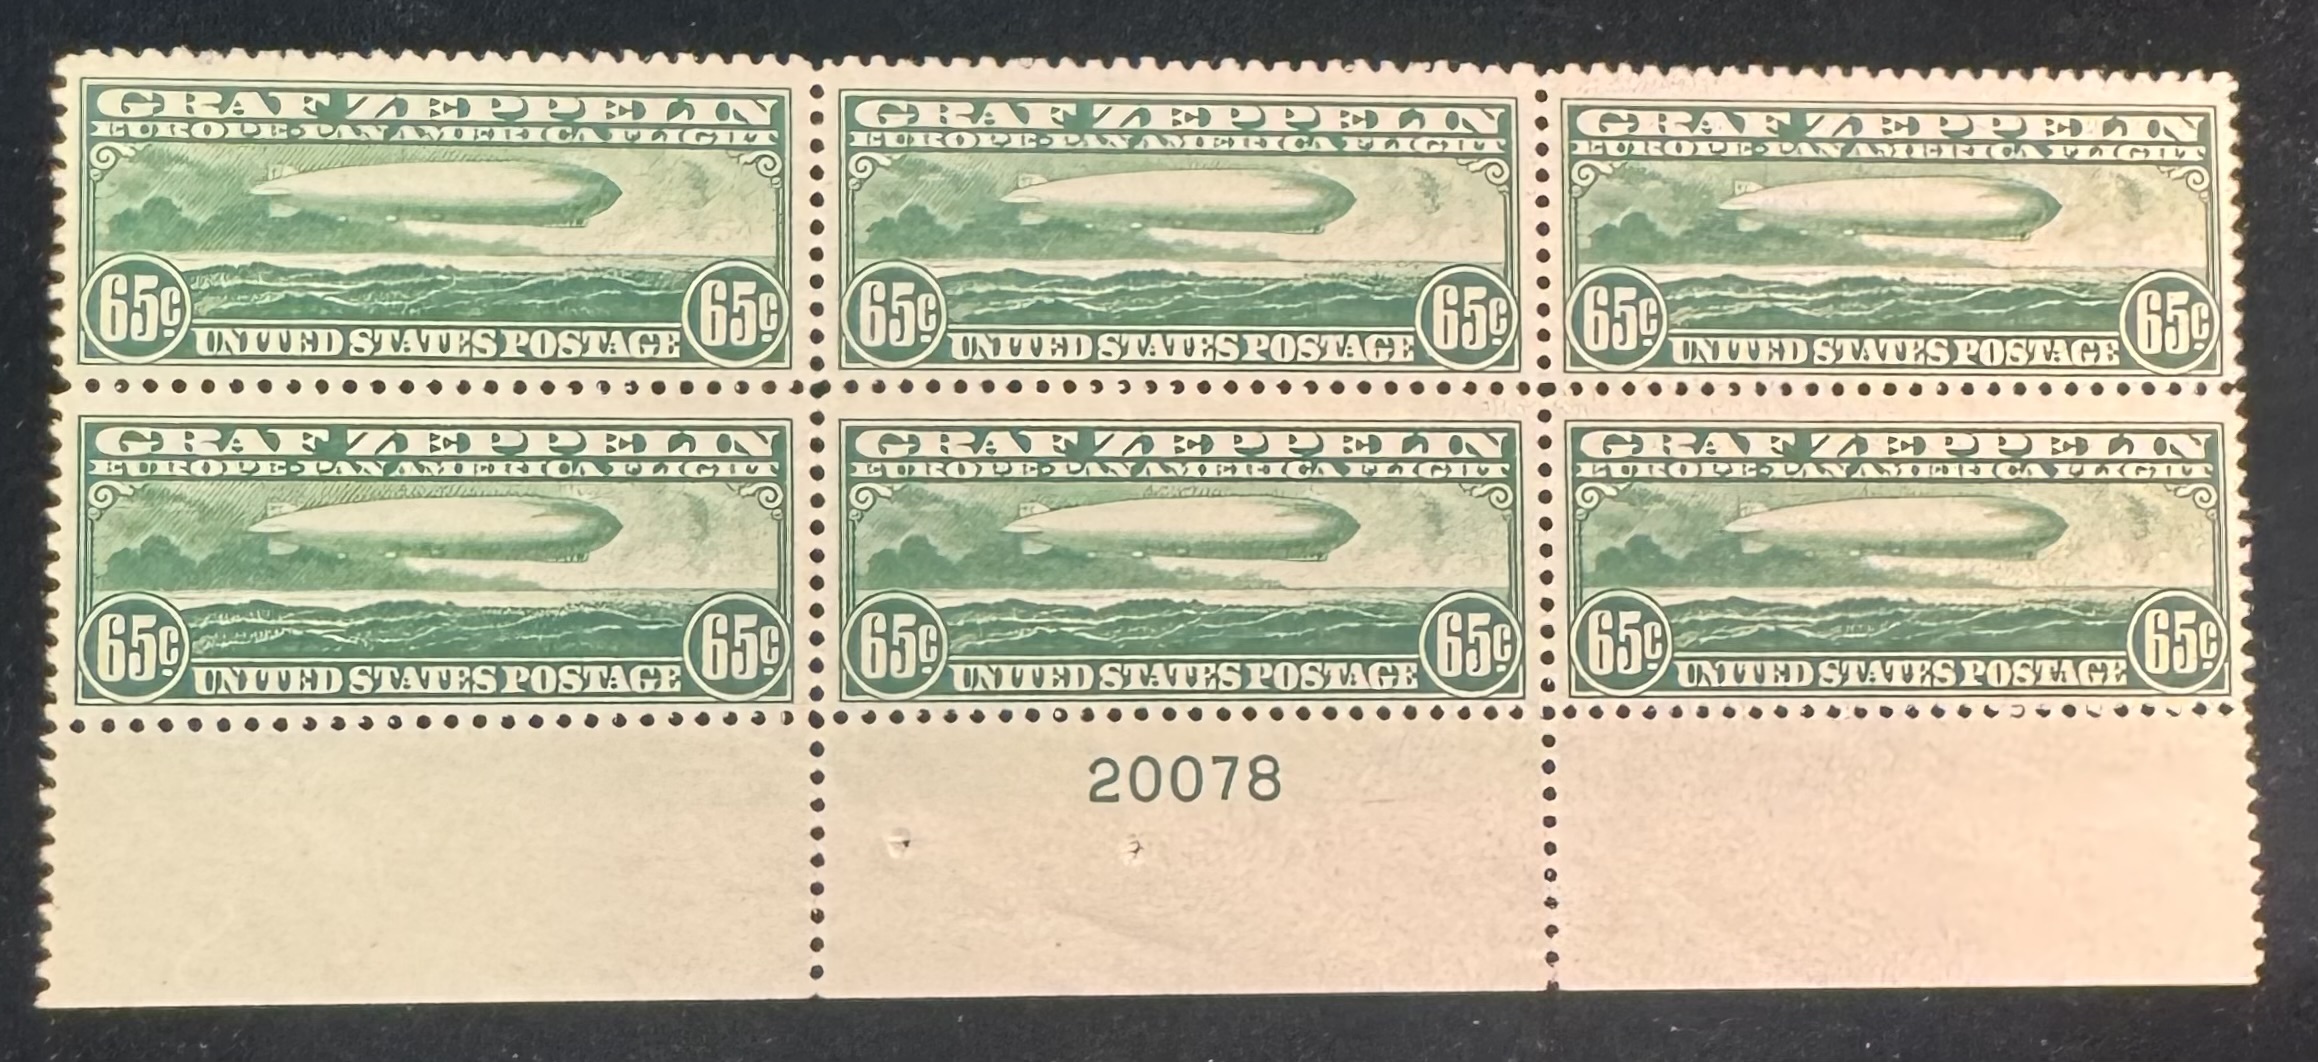 GRAF ZEPPELIN
EUROPE-PAN AMERICA FLIGHT
65¢ 65¢
UNITED STATES POSTAGE
GRAF ZEPPELIN
EUROPE-PAN AMERICA FLIGHT
65¢ 65¢
UNITED STATES POSTAGE
GRAF ZEPPELIN
EUROPE-PAN AMERICA FLIGHT
65¢ 65¢
UNITED STATES POSTAGE
GRAF ZEPPELIN
EUROPE-PAN AMERICA FLIGHT
65¢ 65¢
UNITED STATES POSTAGE
GRAF ZEPPELIN
EUROPE-PAN AMERICA FLIGHT
65¢ 65¢
UNITED STATES POSTAGE
GRAF ZEPPELIN
EUROPE-PAN AMERICA FLIGHT
65¢ 65¢
UNITED STATES POSTAGE
20078